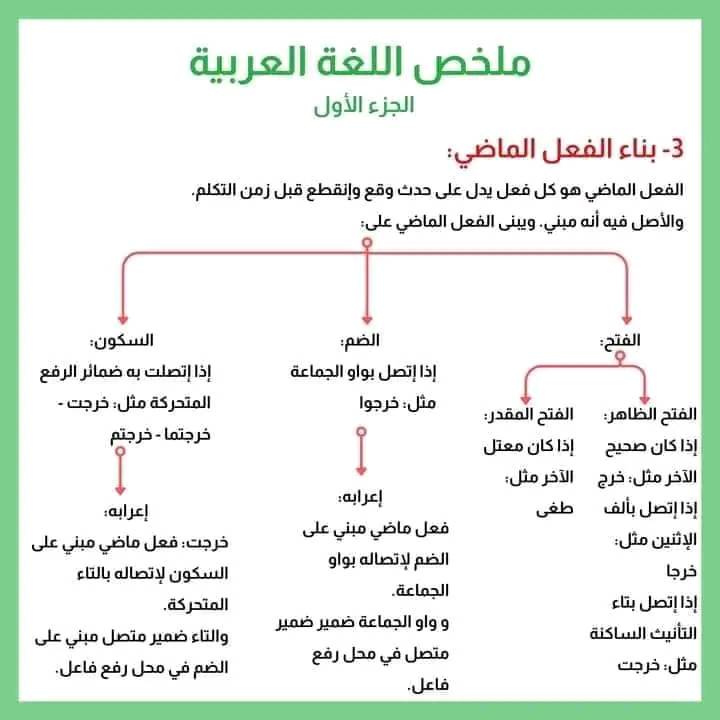 ملخص اللغة العربية
الجزء الأول
3- بناء الفعل الماضي:
الفعل الماضي هو كل فعل يدل على حدث وقع وإنقطع قبل زمن التكلم.
والأصل فيه أنه مبني. ويبنى الفعل الماضي على:
الفتح:
الفتح الظاهر:
إذا كان صحيح
الآخر مثل: خرج
إذا إتصل بألف
الإثنين مثل:
خرجا
إذا إتصل بتاء
التأنيث الساكنة
مثل: خرجت
الفتح المقدر:
إذا كان معتل
الآخر مثل:
طغى
الضم:
إذا إتصل بواو الجماعة
مثل: خرجوا
إعرابه:
فعل ماضي مبني على
الضم لإتصاله بواو
الجماعة.
و واو الجماعة ضمير ضمير
متصل في محل رفع
فاعل.
السكون:
إذا إتصلت به ضمائر الرفع
المتحركة مثل: خرجت -
خرجتما - خرجتم
إعرابه:
خرجت: فعل ماضي مبني على
السكون لإتصاله بالتاء
المتحركة.
والتاء ضمير متصل مبني على
الضم في محل رفع فاعل.